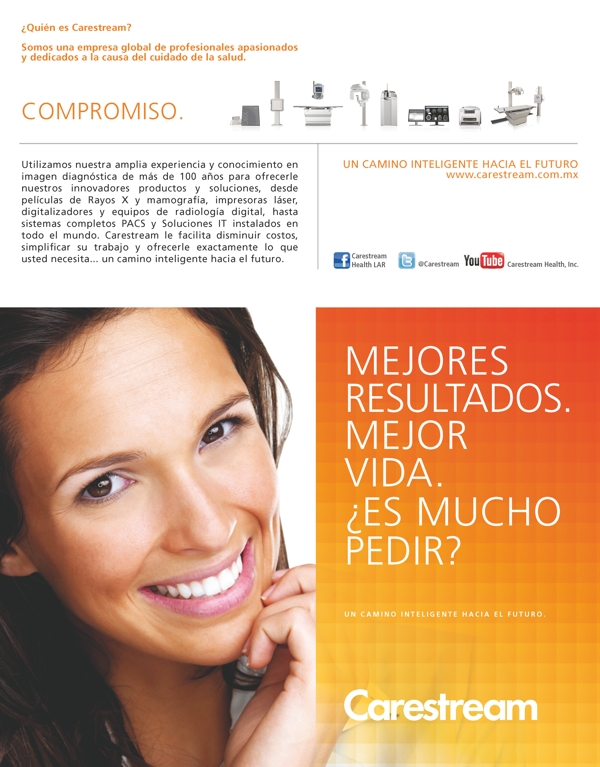 ¿Quién es Carestream?
Somos una empresa global de profesionales apasionados
y dedicados a la causa del cuidado de la salud.
COMPROMISO.
Utilizamos nuestra amplia experiencia y conocimiento en
imagen diagnóstica de más de 100 años para ofrecerle
nuestros innovadores productos y soluciones, desde
películas de Rayos X y mamografía, impresoras láser,
digitalizadores y equipos de radiología digital, hasta
sistemas completos PACS y Soluciones IT instalados en
todo el mundo. Carestream le facilita disminuir costos,
simplificar su trabajo y ofrecerle exactamente lo que
usted necesita... un camino inteligente hacia el futuro.
UN CAMINO INTELIGENTE HACIA EL FUTURO
www.carestream.com.mx
Carestream
Health LAR
@Carestream
YouTube
Carestream Health, Inc.
MEJORES
RESULTADOS.
MEJOR
VIDA.
¿ES MUCHO
PEDIR?
UN CAMINO INTELIGENTE HACIA EL FUTURO.
Carestream